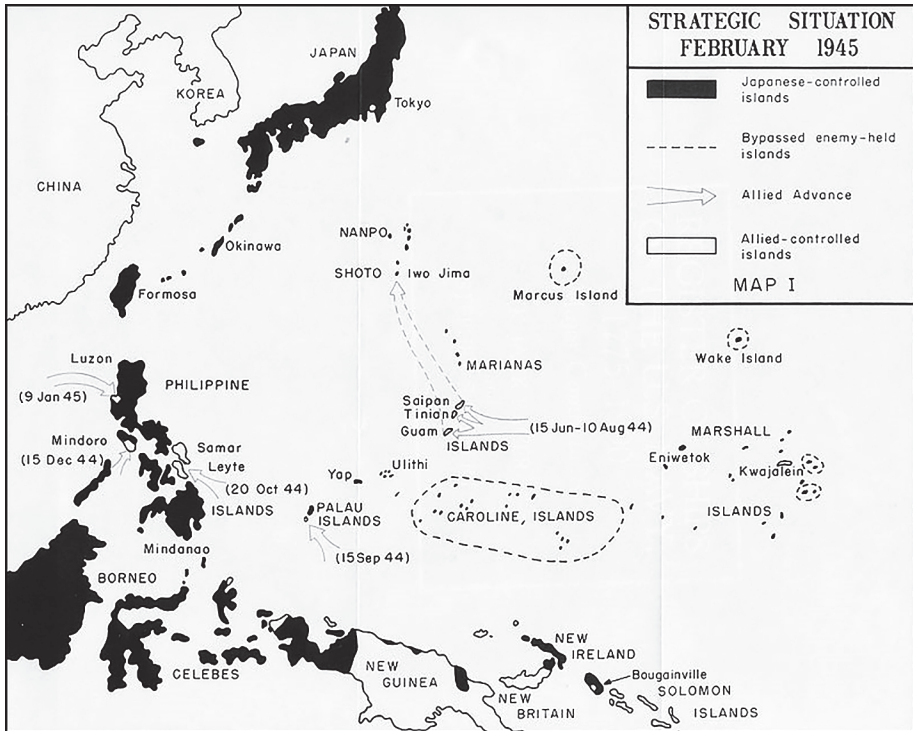 STRATEGIC SITUATION
FEBRUARY 1945
Japanese-controlled
islands
Bypassed enemy-held
islands
Allied Advance
Allied-controlled
islands
MAP I
JAPAN
KOREA
Tokyo
CHINA
NANPO
Okinawa
SHOTO
Iwo Jima
Marcus Island
Formosa
Luzon
MARIANAS
Wake Island
PHILIPPINE
(9 Jan 45)
Saipan
Tinian
Guam
(15 Jun-10 Aug 44)
ISLANDS
MARSHALL
Mindoro
(15 Dec 44)
Samar
Leyte
Eniwetok
Kwajalein
Ulithi
Yap
(20 Oct 44)
ISLANDS
PALAU
ISLANDS
CAROLINE, ISLANDS
ISLANDS
Mindanao
(15 Sep 44)
BORNEO
CELEBES
NEW
GUINEA
NEW
IRELAND
Bougainville
SOLOMON
ISLANDS
NEW
BRITAIN